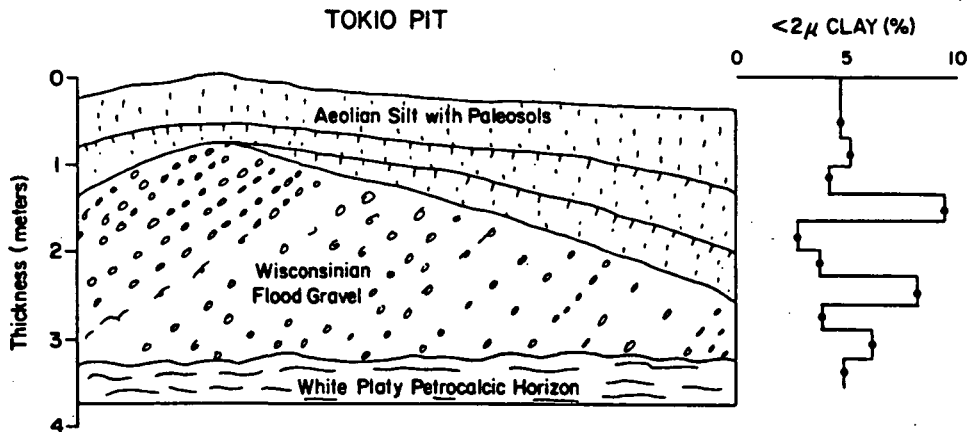 TOKIO PIT
<2μ CLAY (%)
0 5 10
0
1
2
3
4
Thickness (meters)
Aeolian Silt with Paleosols
Wisconsinian
Flood Gravel
White Platy Petrocalcic Horizon